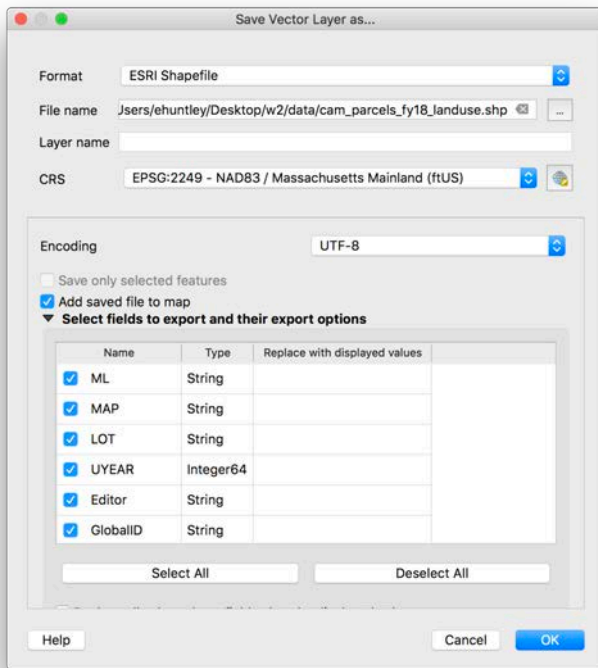 Save Vector Layer as...
Format ESRI Shapefile
File name Jsers/ehuntley/Desktop/w2/data/cam_parcels_fy18_landuse.shp ...
Layer name
CRS EPSG:2249 - NAD83 / Massachusetts Mainland (ftUS)
Encoding UTF-8
Save only selected features
Add saved file to map
Select fields to export and their export options
Name Type Replace with displayed values
ML String
MAP String
LOT String
UYEAR Integer64
Editor String
GlobalID String
Select All Deselect All
Help Cancel OK